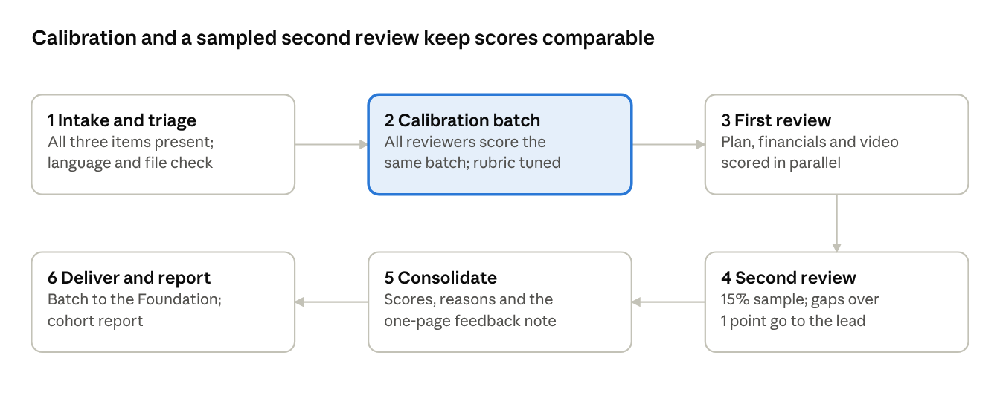 Calibration and a sampled second review keep scores comparable
1 Intake and triage
All three items present;
language and file check
2 Calibration batch
All reviewers score the
same batch; rubric tuned
3 First review
Plan, financials and video
scored in parallel
4 Second review
15% sample; gaps over
1 point go to the lead
5 Consolidate
Scores, reasons and the
one-page feedback note
6 Deliver and report
Batch to the Foundation;
cohort report